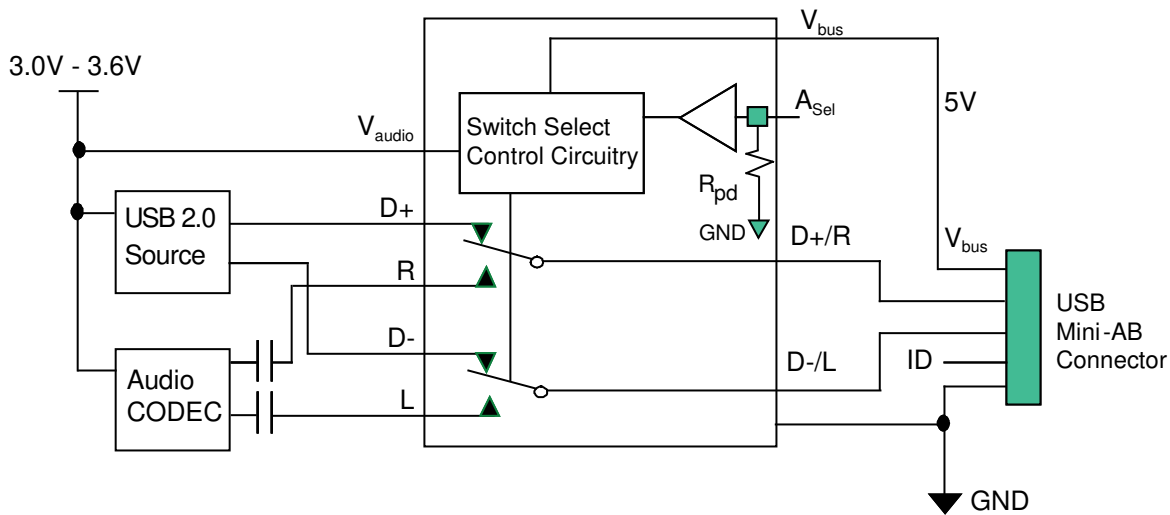 3.0V - 3.6V
Vbus
5V
ASel
Vaudio
Switch Select
Control Circuitry
Rpd
GND
USB 2.0
Source
D+
R
D-
L
D+/R
Vbus
D-/L
ID
USB
Mini-AB
Connector
Audio
CODEC
GND